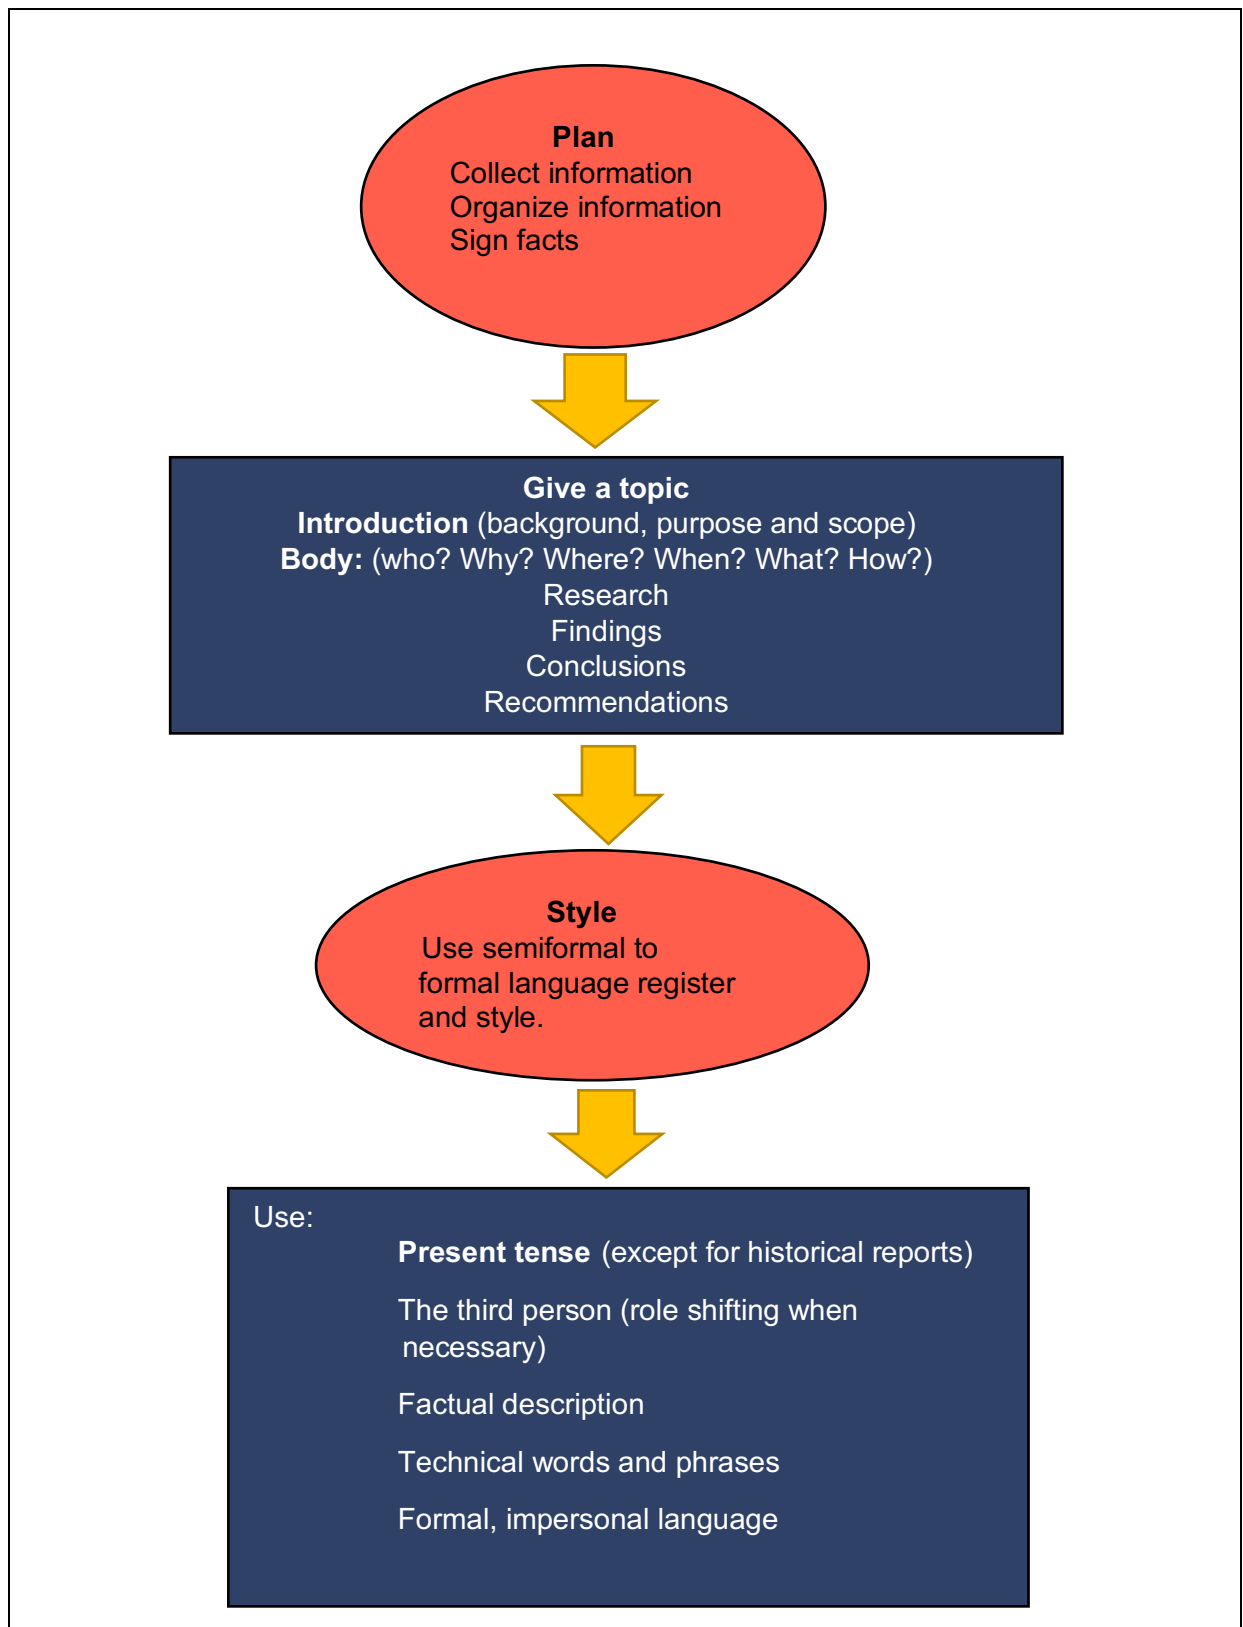 Plan
Collect information
Organize information
Sign facts
Give a topic
Introduction (background, purpose and scope)
Body: (who? Why? Where? When? What? How?)
Research
Findings
Conclusions
Recommendations
Style
Use semiformal to
formal language register
and style.
Use:
Present tense (except for historical reports)
The third person (role shifting when
necessary)
Factual description
Technical words and phrases
Formal, impersonal language